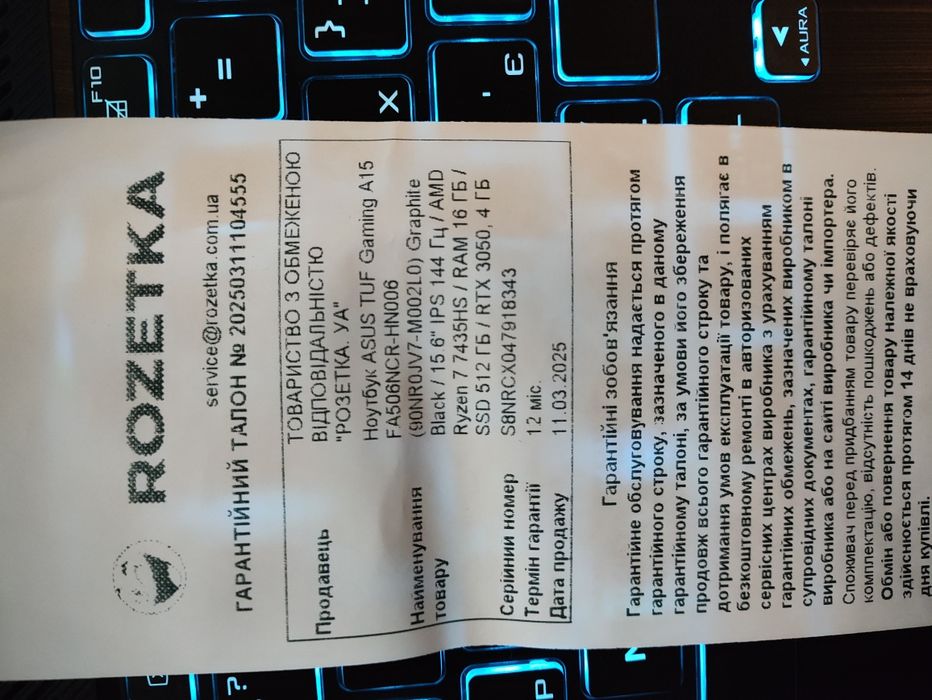 ROZETKA
service@rozetka.com.ua
ГАРАНТІЙНИЙ ТАЛОН № 20250311104555
Продавець
ТОВАРИСТВО З ОБМЕЖЕНОЮ
ВІДПОВІДАЛЬНІСТЮ
"РОЗЕТКА. УА"
Найменування
товару
Ноутбук ASUS TUF Gaming A15
FA506NCR-HN006
(90NR0JV7-M002L0) Graphite
Black / 15.6" IPS 144 Гц / AMD
Ryzen 7 7435HS / RAM 16 ГБ /
SSD 512 ГБ / RTX 3050, 4 ГБ
Серійний номер S8NRCX047918343
Термін гарантії 12 міс.
Дата продажу 11.03.2025
Гарантійні зобов'язання
Гарантійне обслуговування надається протягом
гарантійного строку, зазначеного в даному
гарантійному талоні, за умови його збереження
продовж всього гарантійного строку та
дотримання умов експлуатації товару, і полягає в
безкоштовному ремонті в авторизованих
сервісних центрах виробника з урахуванням
гарантійних обмежень, зазначених виробником в
супровідних документах, гарантійному талоні
виробника або на сайті виробника чи імпортера.
Споживач перед придбанням товару перевіряє його
комплектацію, відсутність пошкоджень або дефектів.
Обмін або повернення товару належної якості
здійснюється протягом 14 днів не враховуючи
дня купівлі.
F10
+
=
}
X
Є
'
AURA
?
P